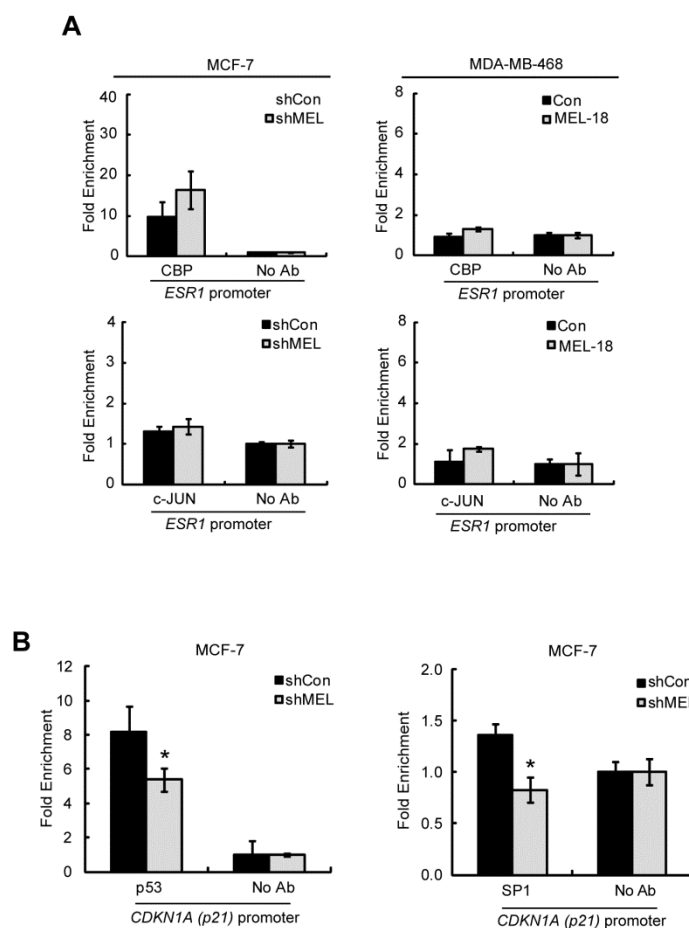 A
MCF-7
MDA-MB-468
Fold Enrichment
40
30
20
10
0
shCon
shMEL
CBP No Ab
ESR1 promoter
Fold Enrichment
8
6
4
2
0
Con
MEL-18
CBP No Ab
ESR1 promoter
Fold Enrichment
4
3
2
1
0
shCon
shMEL
c-JUN No Ab
ESR1 promoter
Fold Enrichment
8
6
4
2
0
Con
MEL-18
c-JUN No Ab
ESR1 promoter
B
MCF-7
Fold Enrichment
12
10
8
6
4
2
0
shCon
shMEL
*
p53 No Ab
CDKN1A (p21) promoter
MCF-7
Fold Enrichment
2.0
1.5
1.0
0.5
0.0
shCon
shMEL
*
SP1 No Ab
CDKN1A (p21) promoter